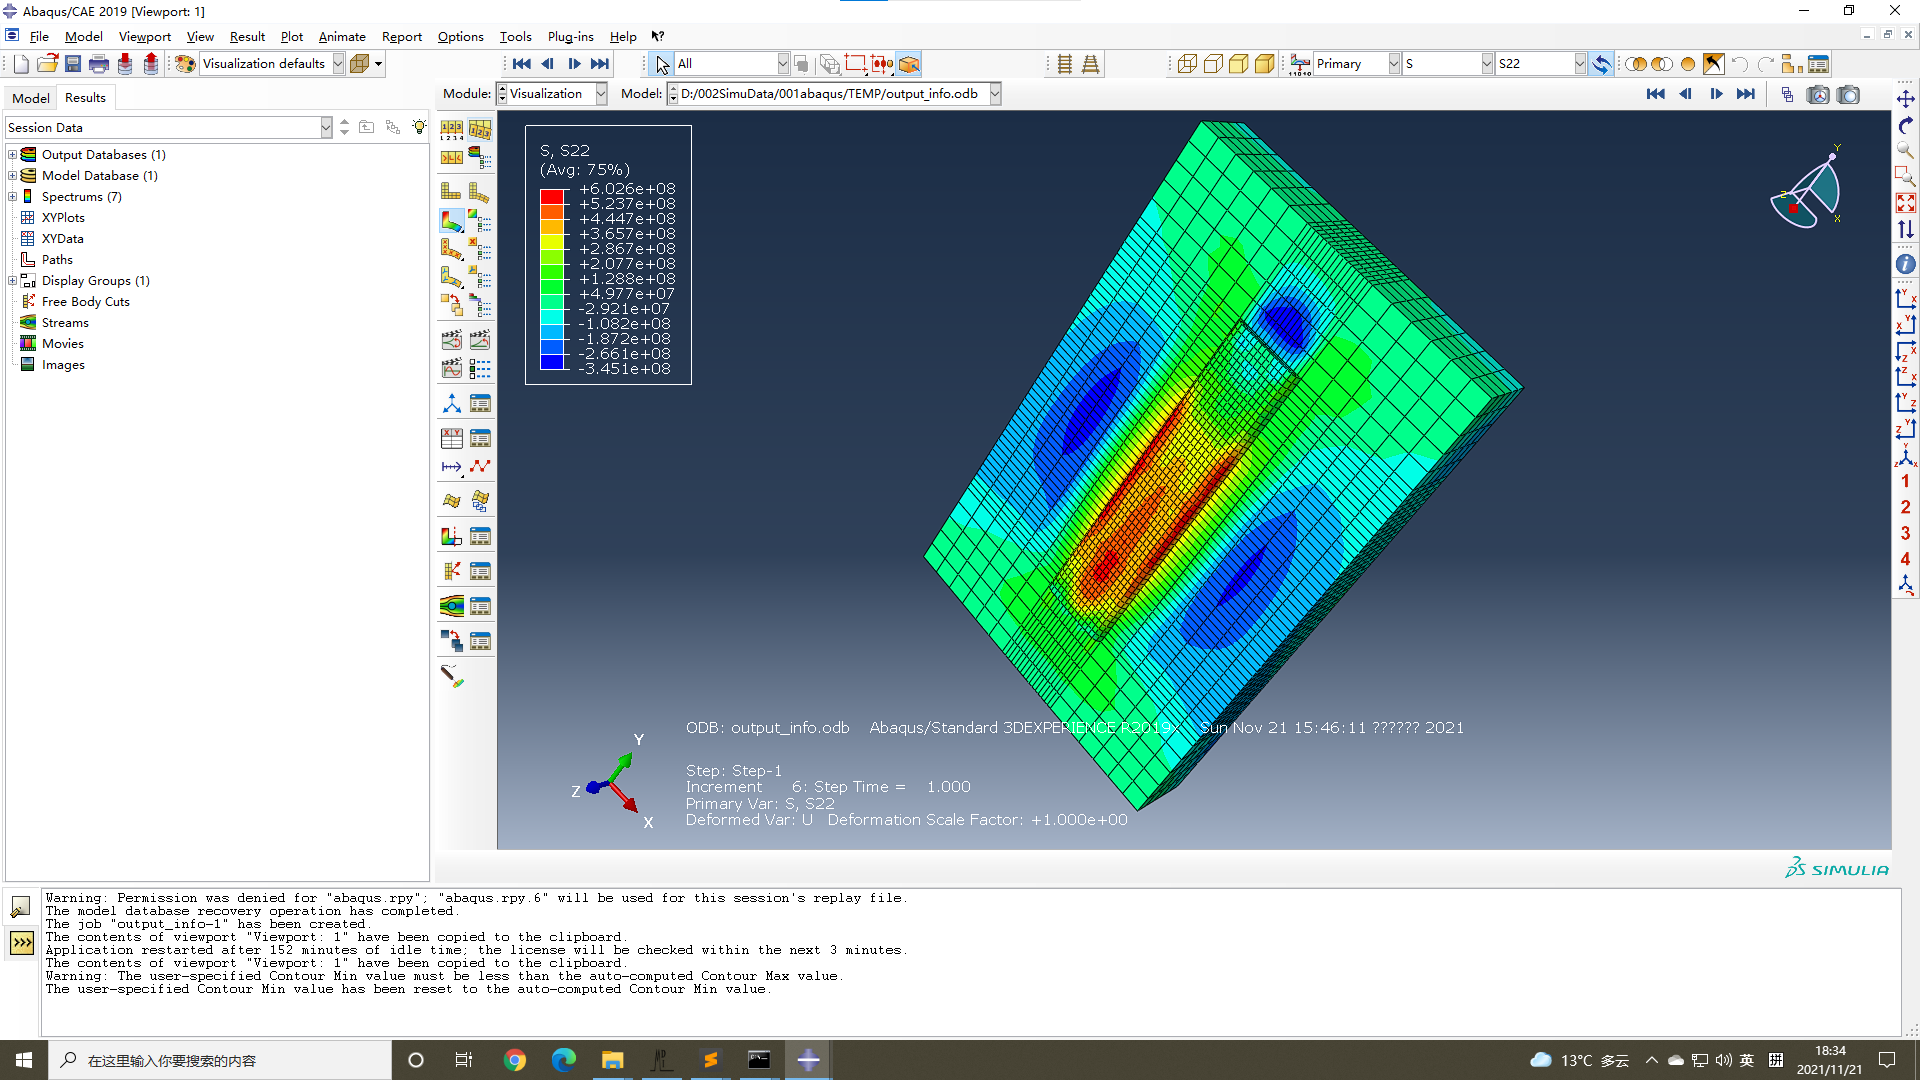 Abaqus/CAE 2019 [Viewport: 1]
File Model Viewport View Result Plot Animate Report Options Tools Plug-ins Help
Visualization defaults
All
Primary
S
S22
Model Results
Module: Visualization Model: D:/002SimuData/001abaqus/TEMP/output_info.odb
Session Data
Output Databases (1)
Model Database (1)
Spectrums (7)
XYPlots
XYData
Paths
Display Groups (1)
Free Body Cuts
Streams
Movies
Images
S, S22
(Avg: 75%)
+6.026e+08
+5.237e+08
+4.447e+08
+3.657e+08
+2.867e+08
+2.077e+08
+1.288e+08
+4.977e+07
-2.921e+07
-1.082e+08
-1.872e+08
-2.661e+08
-3.451e+08
Y
Z
X
ODB: output_info.odb Abaqus/Standard 3DEXPERIENCE R2019x Sun Nov 21 15:46:11 ?????? 2021
Step: Step-1
Increment 6: Step Time = 1.000
Primary Var: S, S22
Deformed Var: U Deformation Scale Factor: +1.000e+00
Y
Z
X
1
2
3
4
SIMULIA
Warning: Permission was denied for "abaqus.rpy"; "abaqus.rpy.6" will be used for this session's replay file.
The model database recovery operation has completed.
The job "output_info-1" has been created.
The contents of viewport "Viewport: 1" have been copied to the clipboard.
Application restarted after 152 minutes of idle time; the license will be checked within the next 3 minutes.
The contents of viewport "Viewport: 1" have been copied to the clipboard.
Warning: The user-specified Contour Min value must be less than the auto-computed Contour Max value.
The user-specified Contour Min value has been reset to the auto-computed Contour Min value.
在这里输入你要搜索的内容
13°C 多云
英
18:34
2021/11/21